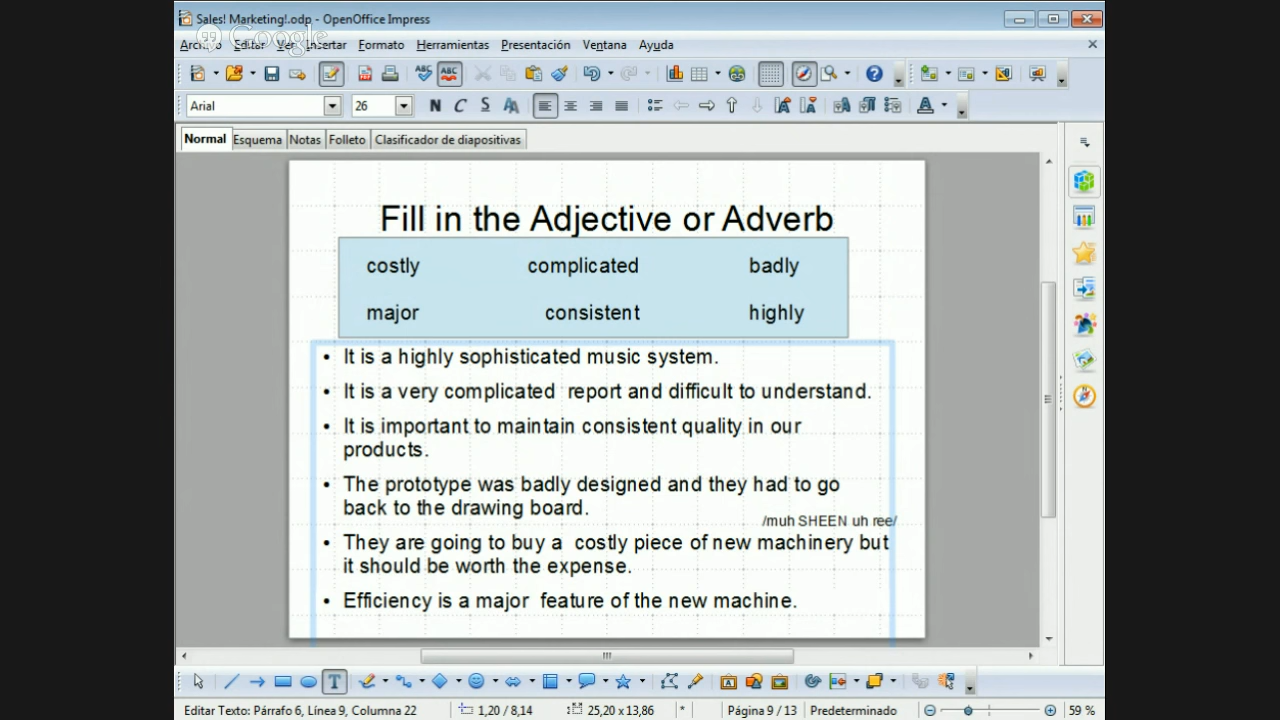 Sales! Marketing!.odp - OpenOffice Impress
Google
Archivo Editar Ver Insertar Formato Herramientas Presentación Ventana Ayuda
Arial 26 N C S A
Normal Esquema Notas Folleto Clasificador de diapositivas
Fill in the Adjective or Adverb
costly complicated badly
major consistent highly
• It is a highly sophisticated music system.
• It is a very complicated report and difficult to understand.
• It is important to maintain consistent quality in our
products.
• The prototype was badly designed and they had to go
back to the drawing board.
/muh SHEEN uh ree/
• They are going to buy a costly piece of new machinery but
it should be worth the expense.
• Efficiency is a major feature of the new machine.
Editar Texto: Párrafo 6, Línea 9, Columna 22 1,20 / 8,14 25,20 x 13,86 * Página 9 / 13 Predeterminado 59 %